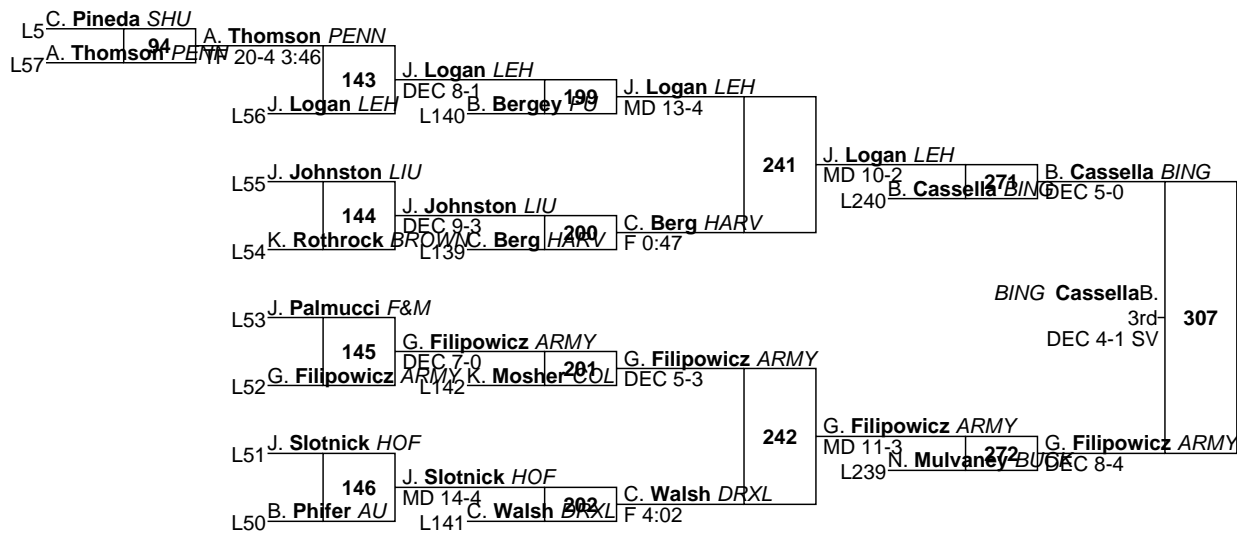 C. Pineda SHU
L5
94
A. Thomson PENN
L57
A. Thomson PENN
TF 20-4 3:46
143
J. Logan LEH
L56
J. Logan LEH
DEC 8-1
199
B. Bergey PU
L140
J. Logan LEH
MD 13-4
241
J. Johnston LIU
L55
144
K. Rothrock BROWN
L54
J. Johnston LIU
DEC 9-3
200
C. Berg HARV
L139
C. Berg HARV
F 0:47
J. Logan LEH
MD 10-2
271
B. Cassella BING
L240
B. Cassella BING
DEC 5-0
J. Palmucci F&M
L53
145
G. Filipowicz ARMY
L52
G. Filipowicz ARMY
DEC 7-0
201
K. Mosher COL
L142
G. Filipowicz ARMY
DEC 5-3
242
J. Slotnick HOF
L51
146
B. Phifer AU
L50
J. Slotnick HOF
MD 14-4
202
C. Walsh DRXL
L141
C. Walsh DRXL
F 4:02
G. Filipowicz ARMY
MD 11-3
272
N. Mulvaney BUCK
L239
G. Filipowicz ARMY
DEC 8-4
BING CassellaB.
3rd
307
DEC 4-1 SV